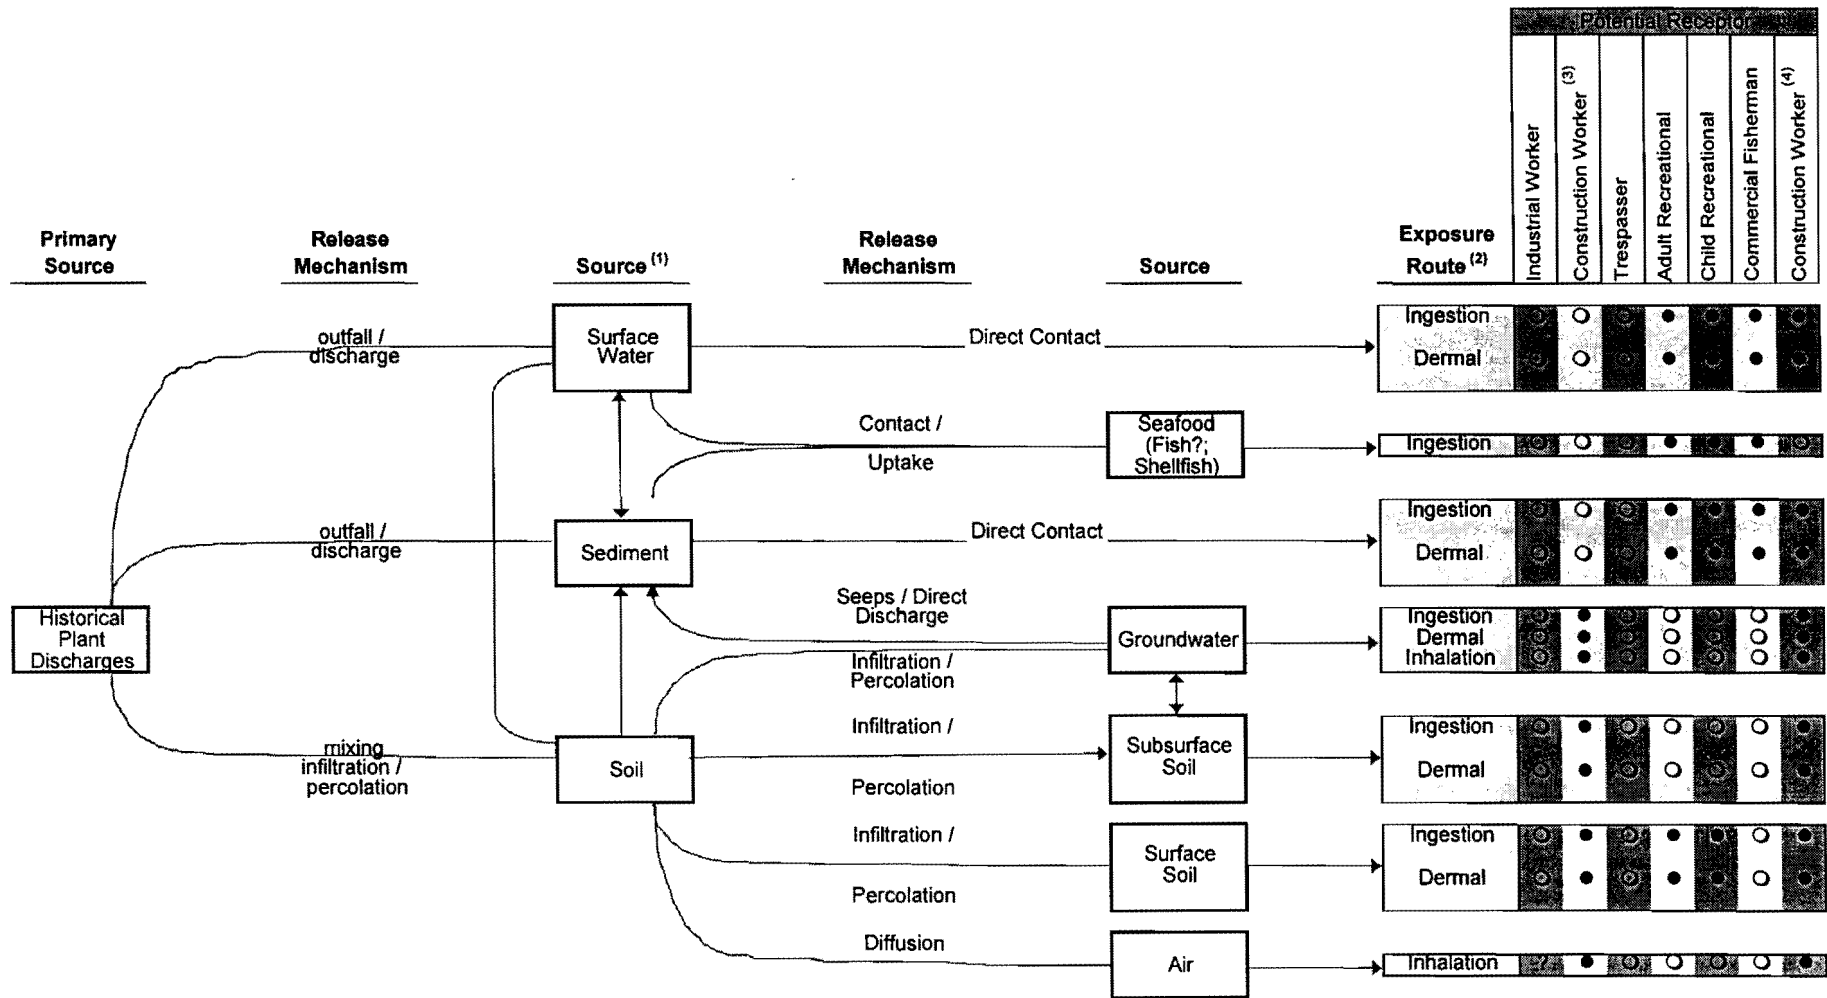 Potential Receptor
Industrial Worker
Construction Worker (3)
Trespasser
Adult Recreational
Child Recreational
Commercial Fisherman
Construction Worker (4)
Primary
Source
Release
Mechanism
Source (1)
Release
Mechanism
Source
Exposure
Route (2)
outfall /
discharge
Surface
Water
Direct Contact
Ingestion
Dermal
Contact /
Uptake
Seafood
(Fish?;
Shellfish)
Ingestion
outfall /
discharge
Sediment
Direct Contact
Ingestion
Dermal
Historical
Plant
Discharges
Seeps / Direct
Discharge
Infiltration /
Percolation
Groundwater
Ingestion
Dermal
Inhalation
mixing
infiltration /
percolation
Soil
Infiltration /
Percolation
Subsurface
Soil
Ingestion
Dermal
Infiltration /
Percolation
Surface
Soil
Ingestion
Dermal
Diffusion
Air
Inhalation
?